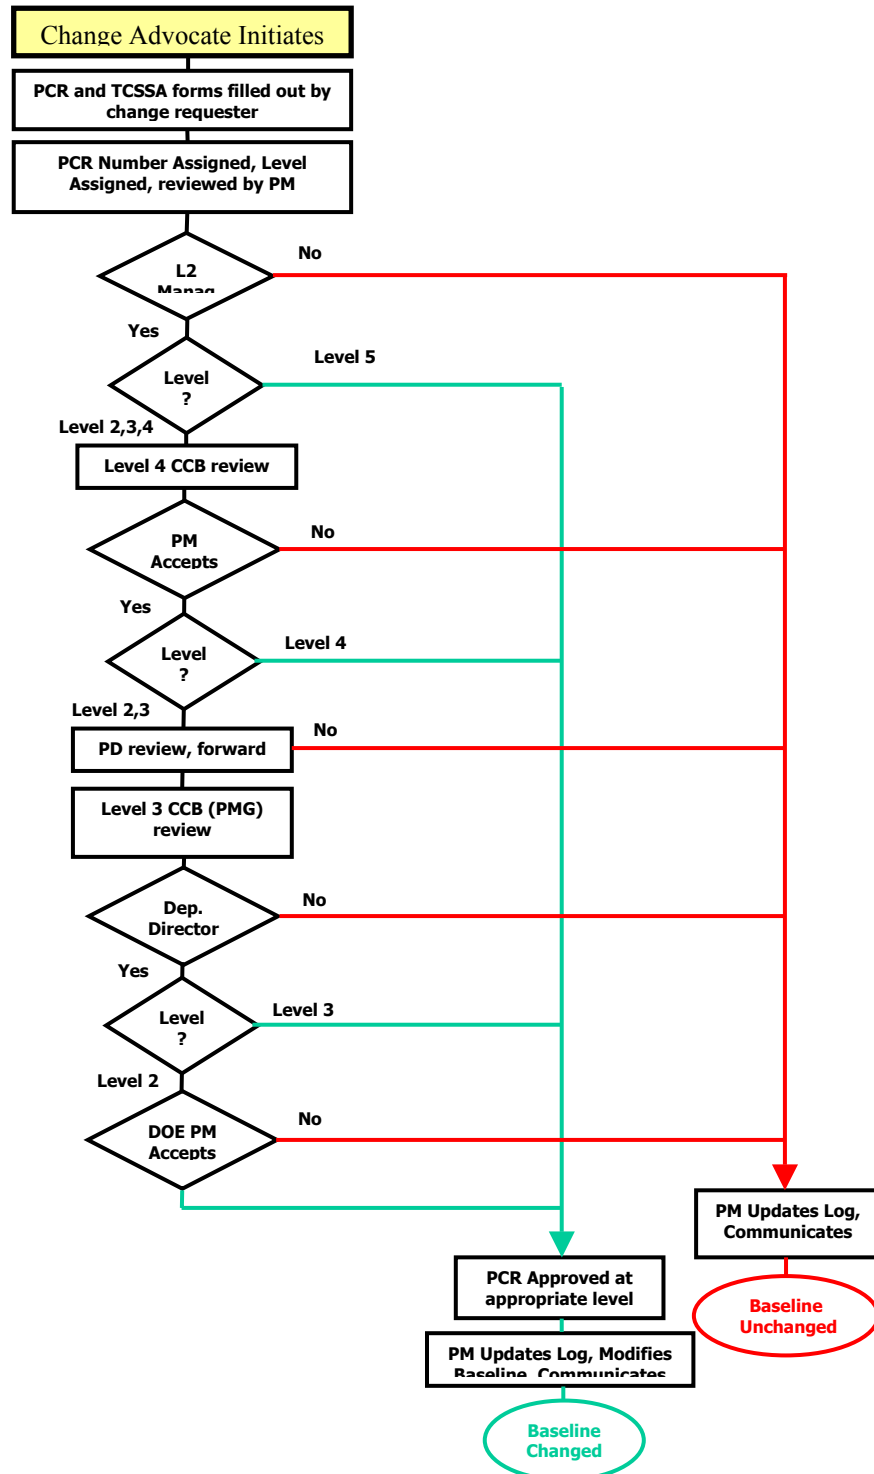 Change Advocate Initiates
PCR and TCSSA forms filled out by
change requester
PCR Number Assigned, Level
Assigned, reviewed by PM
No
L2
Manag
Yes
Level
?
Level 5
Level 2,3,4
Level 4 CCB review
PM
Accepts
No
Yes
Level
?
Level 4
Level 2,3
PD review, forward
No
Level 3 CCB (PMG)
review
Dep.
Director
No
Yes
Level
?
Level 3
Level 2
DOE PM
Accepts
No
PM Updates Log,
Communicates
PCR Approved at
appropriate level
Baseline
Unchanged
PM Updates Log, Modifies
Baseline, Communicates
Baseline
Changed